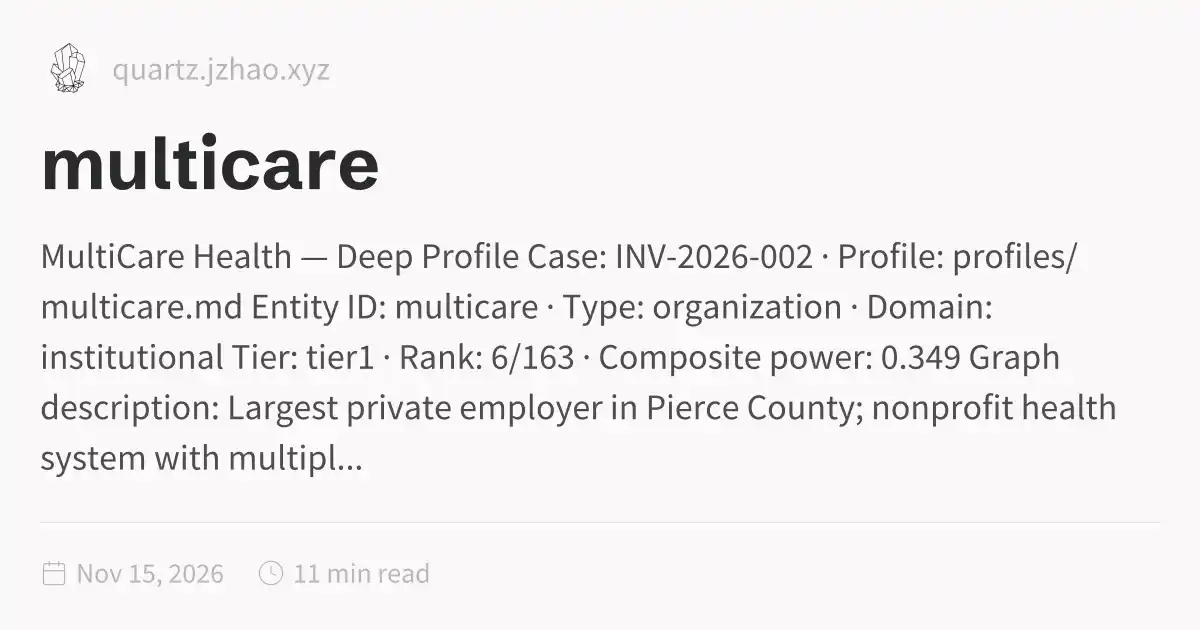 quartz.jzhao.xyz
multicare
MultiCare Health — Deep Profile Case: INV-2026-002 · Profile: profiles/
multicare.md Entity ID: multicare · Type: organization · Domain:
institutional Tier: tier1 · Rank: 6/163 · Composite power: 0.349 Graph
description: Largest private employer in Pierce County; nonprofit health
system with multipl...
Nov 15, 2026 11 min read